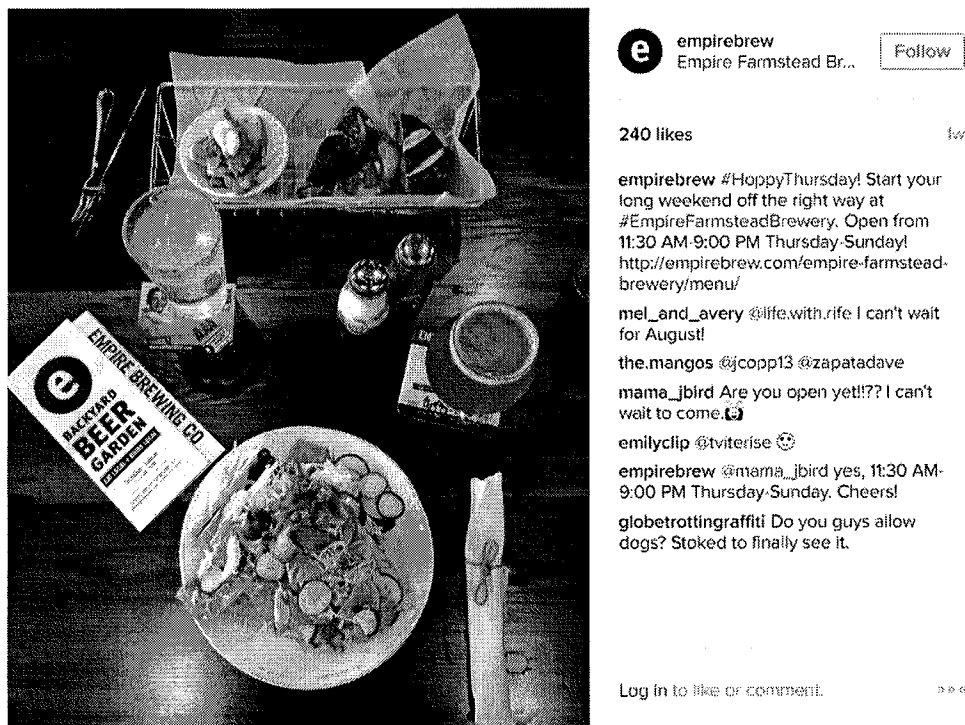 e
empirebrew
Empire Farmstead Br...
Follow
240 likes
1w
empirebrew #HoppyThursday! Start your
long weekend off the right way at
#EmpireFarmsteadBrewery. Open from
11:30 AM-9:00 PM Thursday-Sunday!
http://empirebrew.com/empire-farmstead-
brewery/menu/
mel_and_avery @life.with.rife I can't wait
for August!
the.mangos @jcopp13 @zapatadave
mama_jbird Are you open yet!!?? I can't
wait to come.🙌
emilyclip @tviterise 🙂
empirebrew @mama_jbird yes, 11:30 AM-
9:00 PM Thursday-Sunday. Cheers!
globetrottingraffiti Do you guys allow
dogs? Stoked to finally see it.
Log in to like or comment.
EMPIRE BREWING CO
e
BACKYARD
BEER
GARDEN